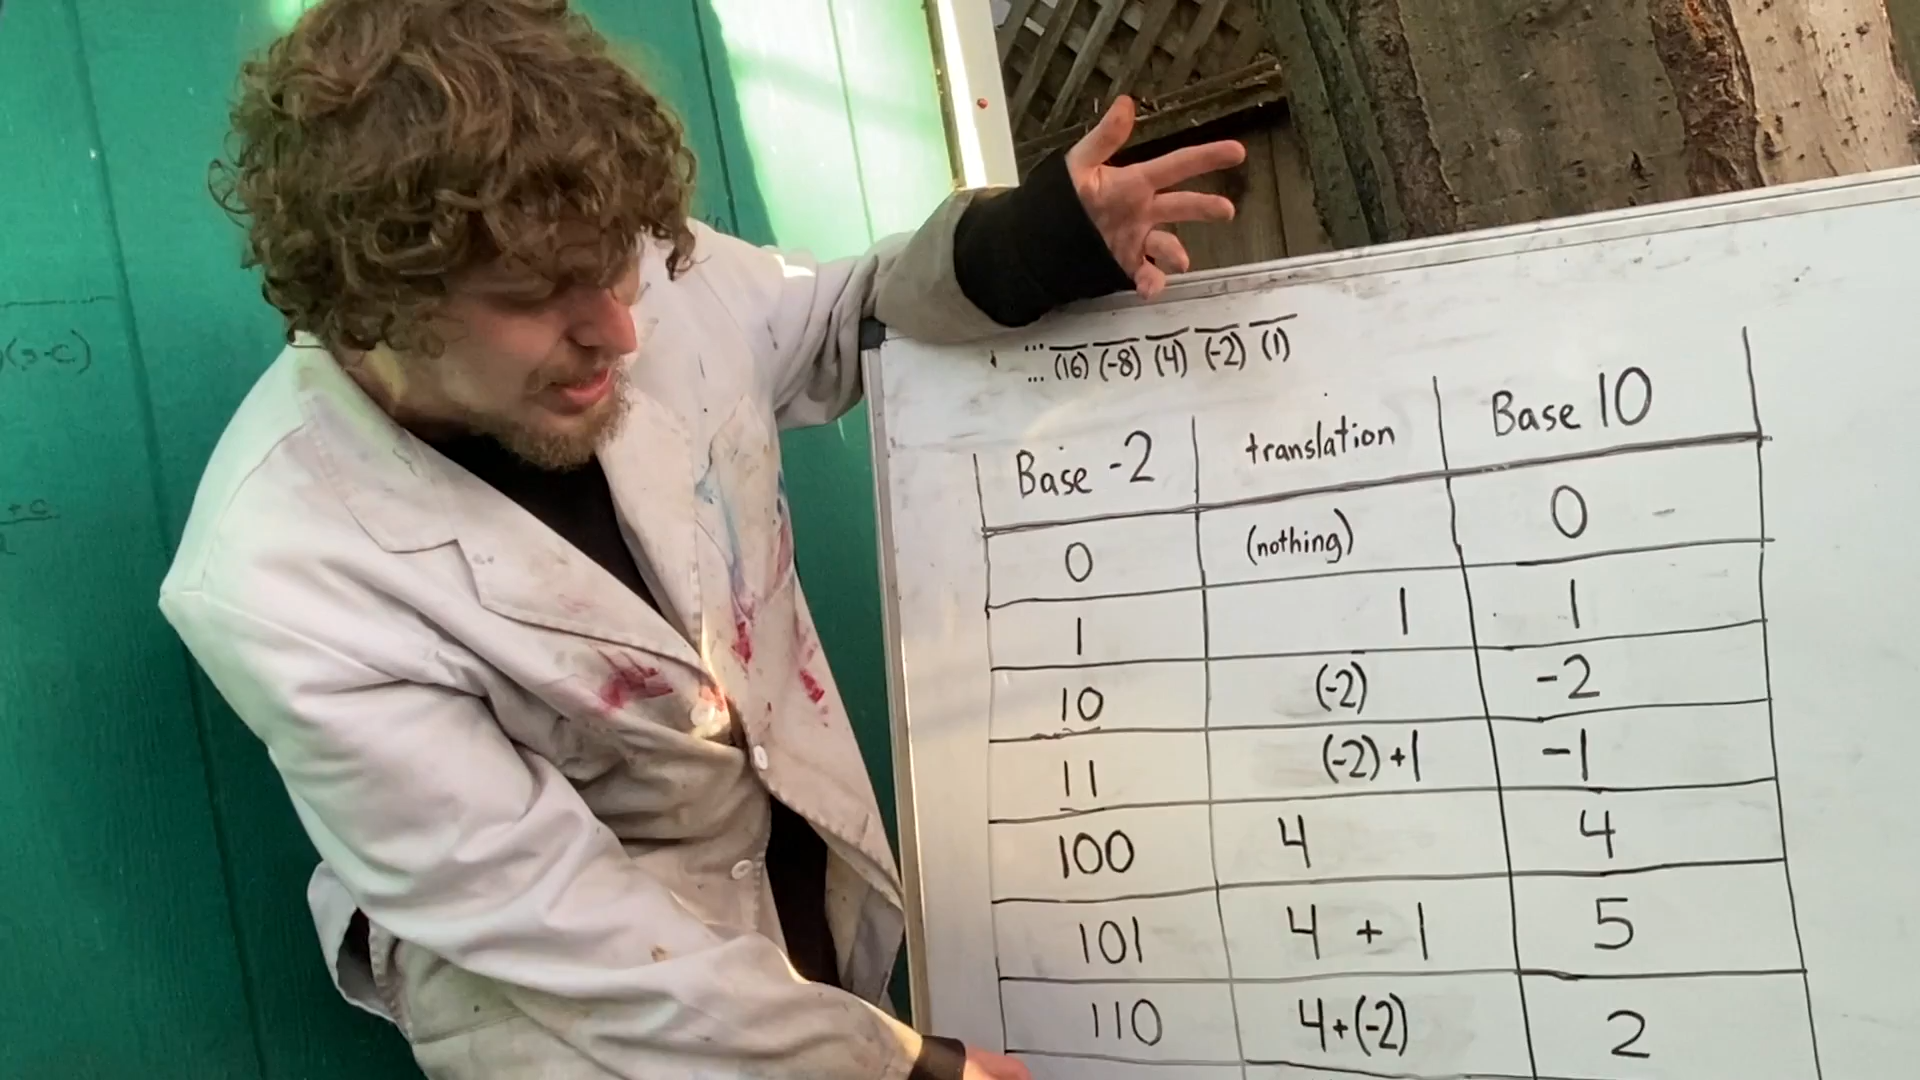 ... (16) (-8) (4) (-2) (1)
Base -2 translation Base 10
0 (nothing) 0
1 1 1
10 (-2) -2
11 (-2)+1 -1
100 4 4
101 4 + 1 5
110 4+(-2) 2